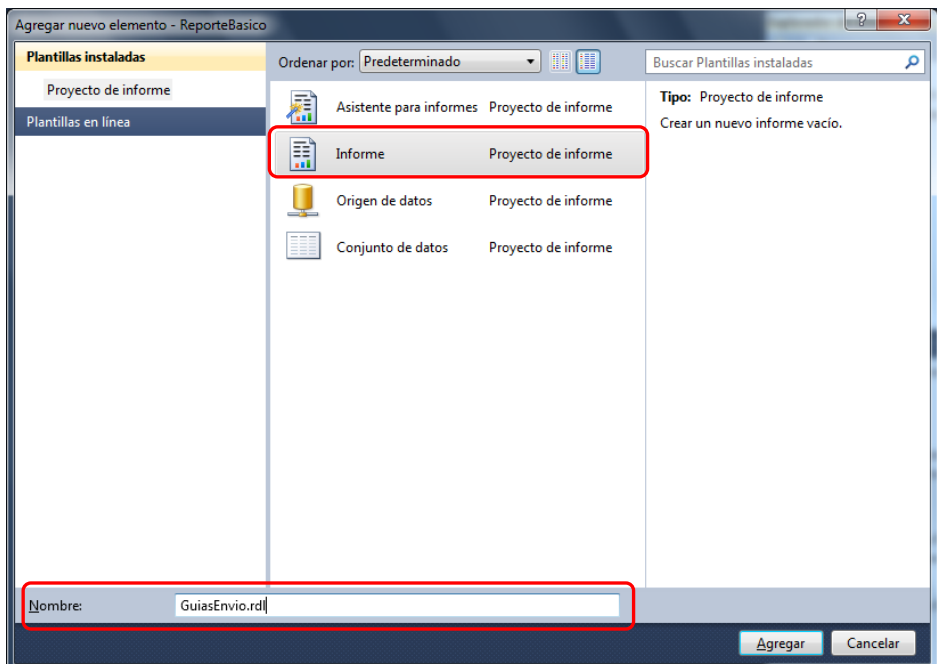 Agregar nuevo elemento - ReporteBasico
Plantillas instaladas
Proyecto de informe
Plantillas en línea
Ordenar por: Predeterminado
Asistente para informes Proyecto de informe
Informe Proyecto de informe
Origen de datos Proyecto de informe
Conjunto de datos Proyecto de informe
Buscar Plantillas instaladas
Tipo: Proyecto de informe
Crear un nuevo informe vacío.
Nombre: GuiasEnvio.rdl
Agregar Cancelar